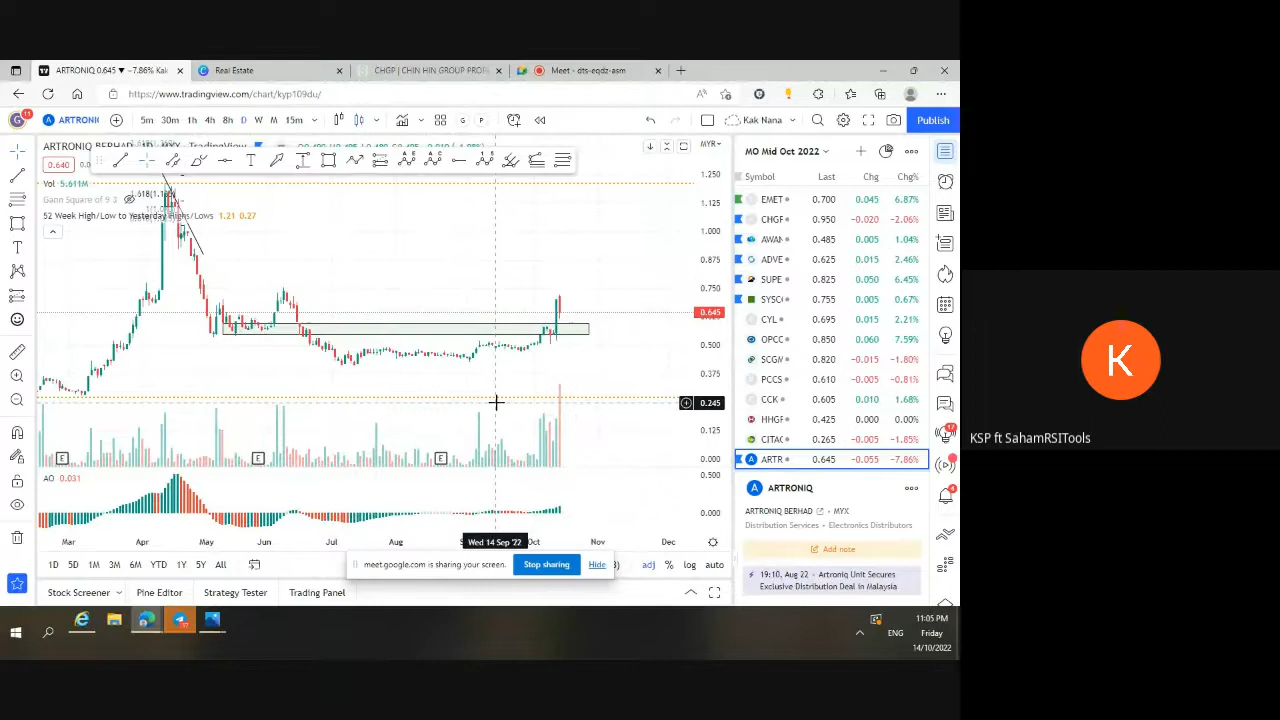 ARTRONIQ 0.645 ▼ −7.86% Kak
Real Estate
CHGP | CHIN HIN GROUP PROP
Meet - dts-eqdz-asm
https://www.tradingview.com/chart/kyp109du/
G 11
ARTRONIQ
5m 30m 1h 4h 8h D W M 15m
Kak Nana
Publish
ARTRONIQ BERHAD
TradingView
MYR
0.640
Vol 5.611M
Gann Square of 9 3
1.618(1.1
52 Week High/Low to Yesterday Highs/Lows 1.21 0.27
1.250
1.125
1.000
0.875
0.750
0.645
0.500
0.375
0.245
0.125
0.000
E E E
AO 0.031
0.500
0.000
Mar Apr May Jun Jul Aug Wed 14 Sep '22 Oct Nov Dec
meet.google.com is sharing your screen. Stop sharing Hide
1D 5D 1M 3M 6M YTD 1Y 5Y All
adj % log auto
Stock Screener Pine Editor Strategy Tester Trading Panel
MO Mid Oct 2022
Symbol Last Chg Chg%
EMET 0.700 0.045 6.87%
CHGF 0.950 -0.020 -2.06%
AWAN 0.485 0.005 1.04%
ADVE 0.625 0.015 2.46%
SUPE 0.825 0.050 6.45%
SYSC 0.755 0.005 0.67%
CYL 0.695 0.015 2.21%
OPCC 0.850 0.060 7.59%
SCGM 0.820 -0.015 -1.80%
PCCS 0.610 -0.005 -0.81%
CCK 0.605 0.010 1.68%
HHGF 0.425 0.000 0.00%
CITAC 0.265 -0.005 -1.85%
ARTR 0.645 -0.055 -7.86%
A ARTRONIQ
ARTRONIQ BERHAD • MYX
Distribution Services • Electronics Distributors
Add note
19:10, Aug 22 - Artroniq Unit Secures
Exclusive Distribution Deal in Malaysia
11:05 PM
ENG Friday
14/10/2022
K
KSP ft SahamRSITools